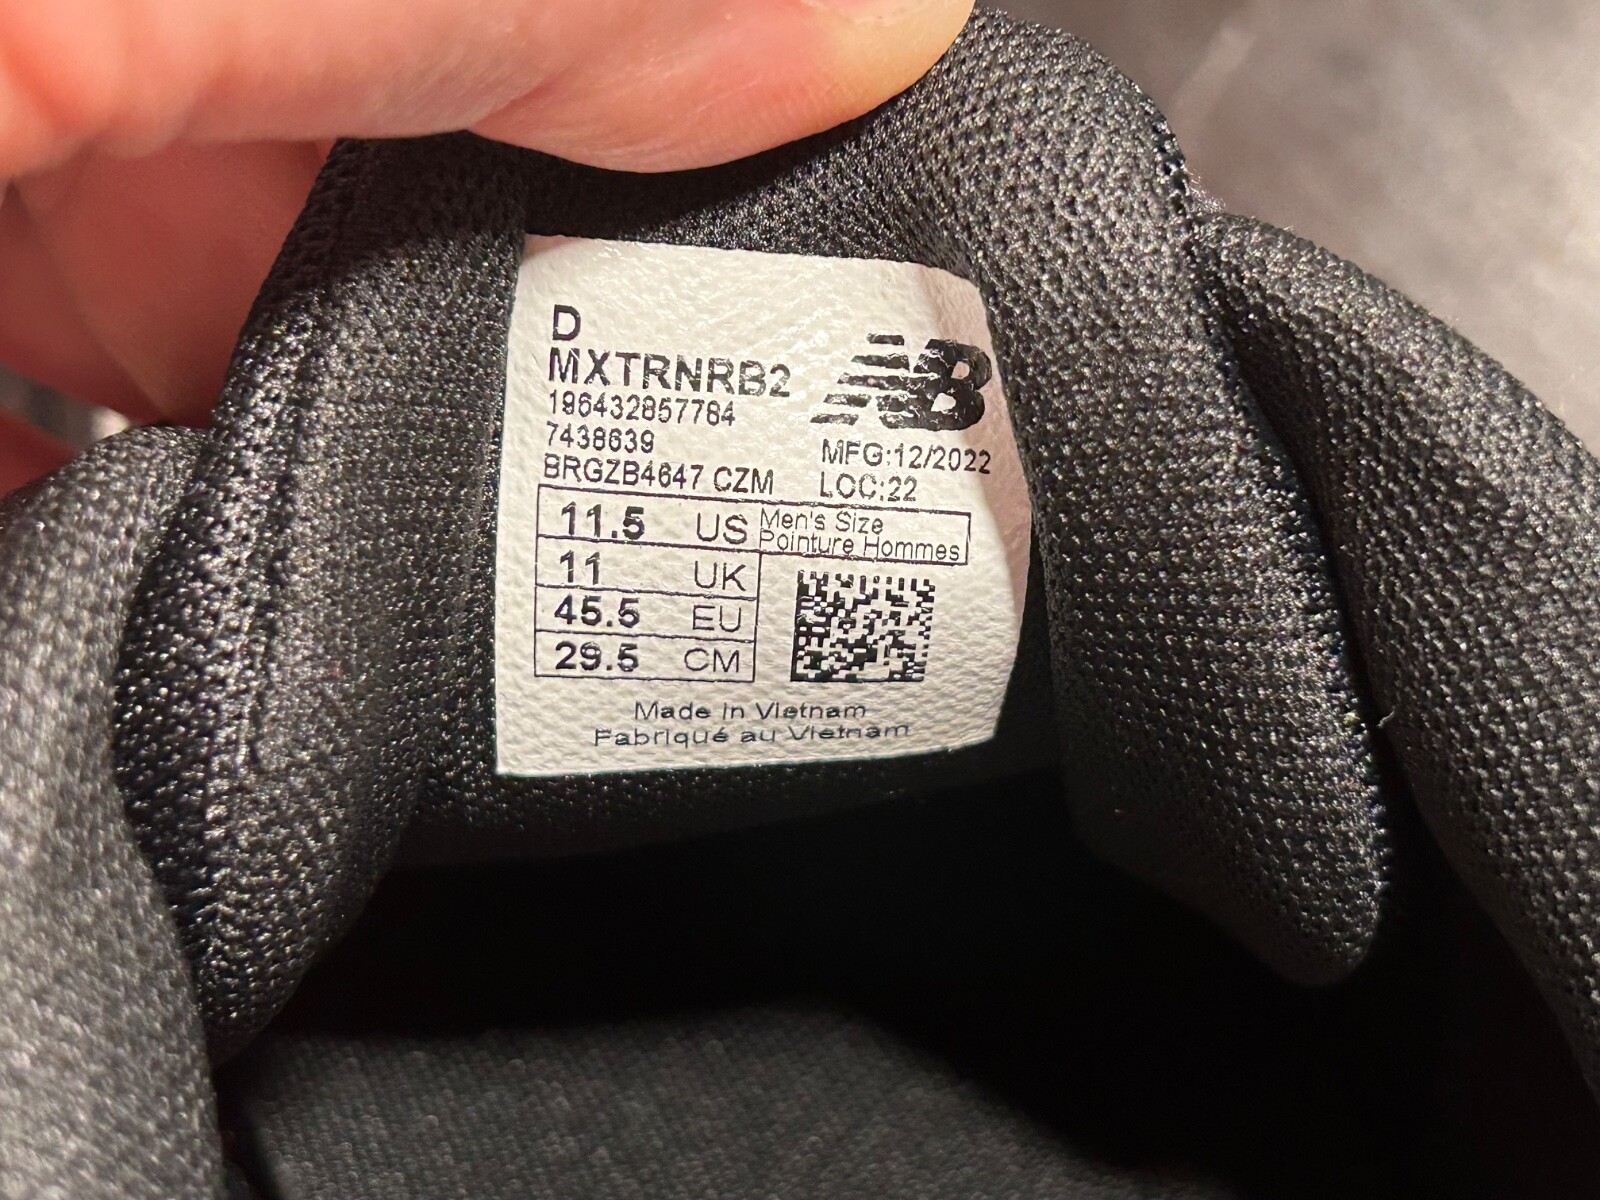 D
MXTRNRB2
196432857784
7438639
BRGZB4647 CZM
NB
MFG:12/2022
LOC:22
11.5 US
Men's Size
Pointure Hommes
11 UK
45.5 EU
29.5 CM
Made in Vietnam
Fabriqué au Vietnam